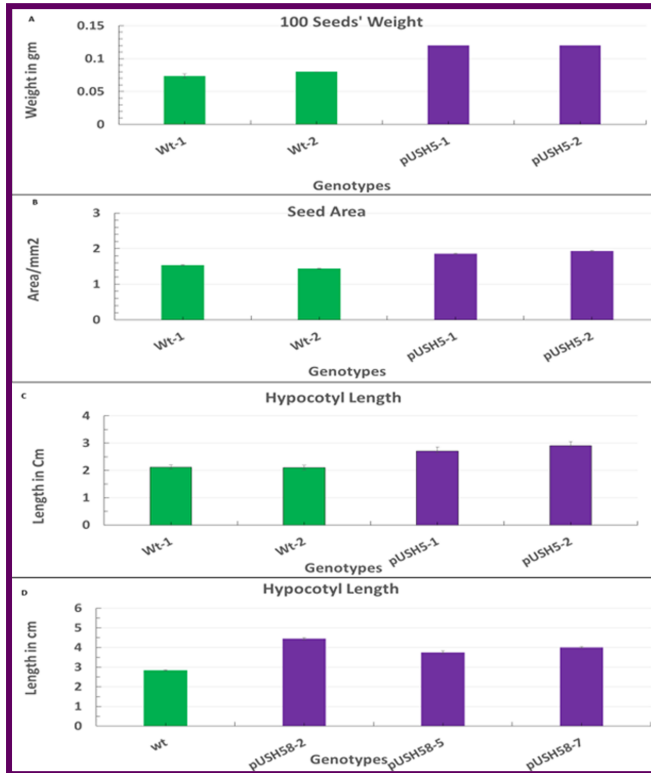 A
100 Seeds' Weight
Weight in gm
0.15
0.1
0.05
0
Wt-1
Wt-2
pUSH5-1
pUSH5-2
Genotypes
B
Seed Area
Area/mm2
3
2
1
0
Wt-1
Wt-2
pUSH5-1
pUSH5-2
Genotypes
C
Hypocotyl Length
Length in Cm
4
3
2
1
0
Wt-1
Wt-2
pUSH5-1
pUSH5-2
Genotypes
D
Hypocotyl Length
Length in cm
6
5
4
3
2
1
0
wt
pUSH58-2
pUSH58-5
pUSH58-7
Genotypes